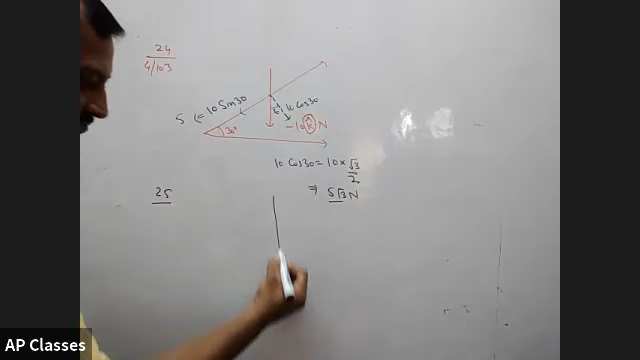 24
4/103
5 ⇐ 10 Sin30
30°
10 Cos30
-10 k̂ N
10 Cos30 = 10 × √3/2
⇒ 5√3 N
25
AP Classes